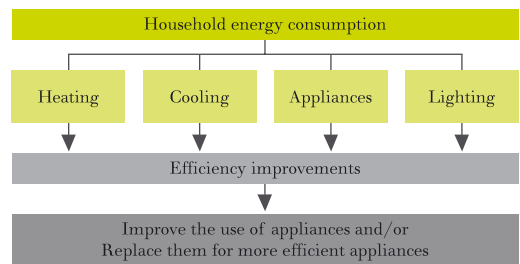 Household energy consumption
Heating
Cooling
Appliances
Lighting
Efficiency improvements
Improve the use of appliances and/or
Replace them for more efficient appliances